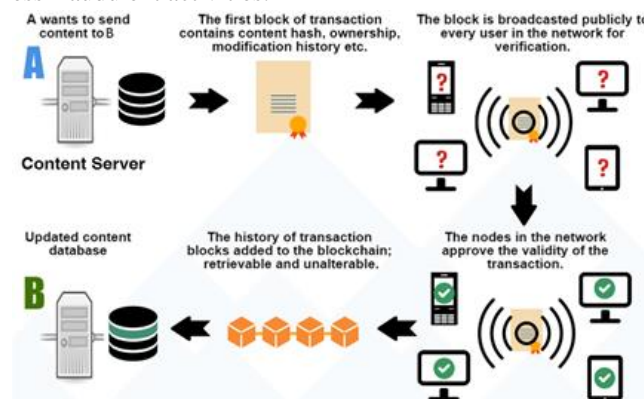 A wants to send
content to B
The first block of transaction
contains content hash, ownership,
modification history etc.
The block is broadcasted publicly to
every user in the network for
verification.
A
?
?
?
?
Content Server
Updated content
database
The history of transaction
blocks added to the blockchain;
retrievable and unalterable.
The nodes in the network
approve the validity of the
transaction.
B